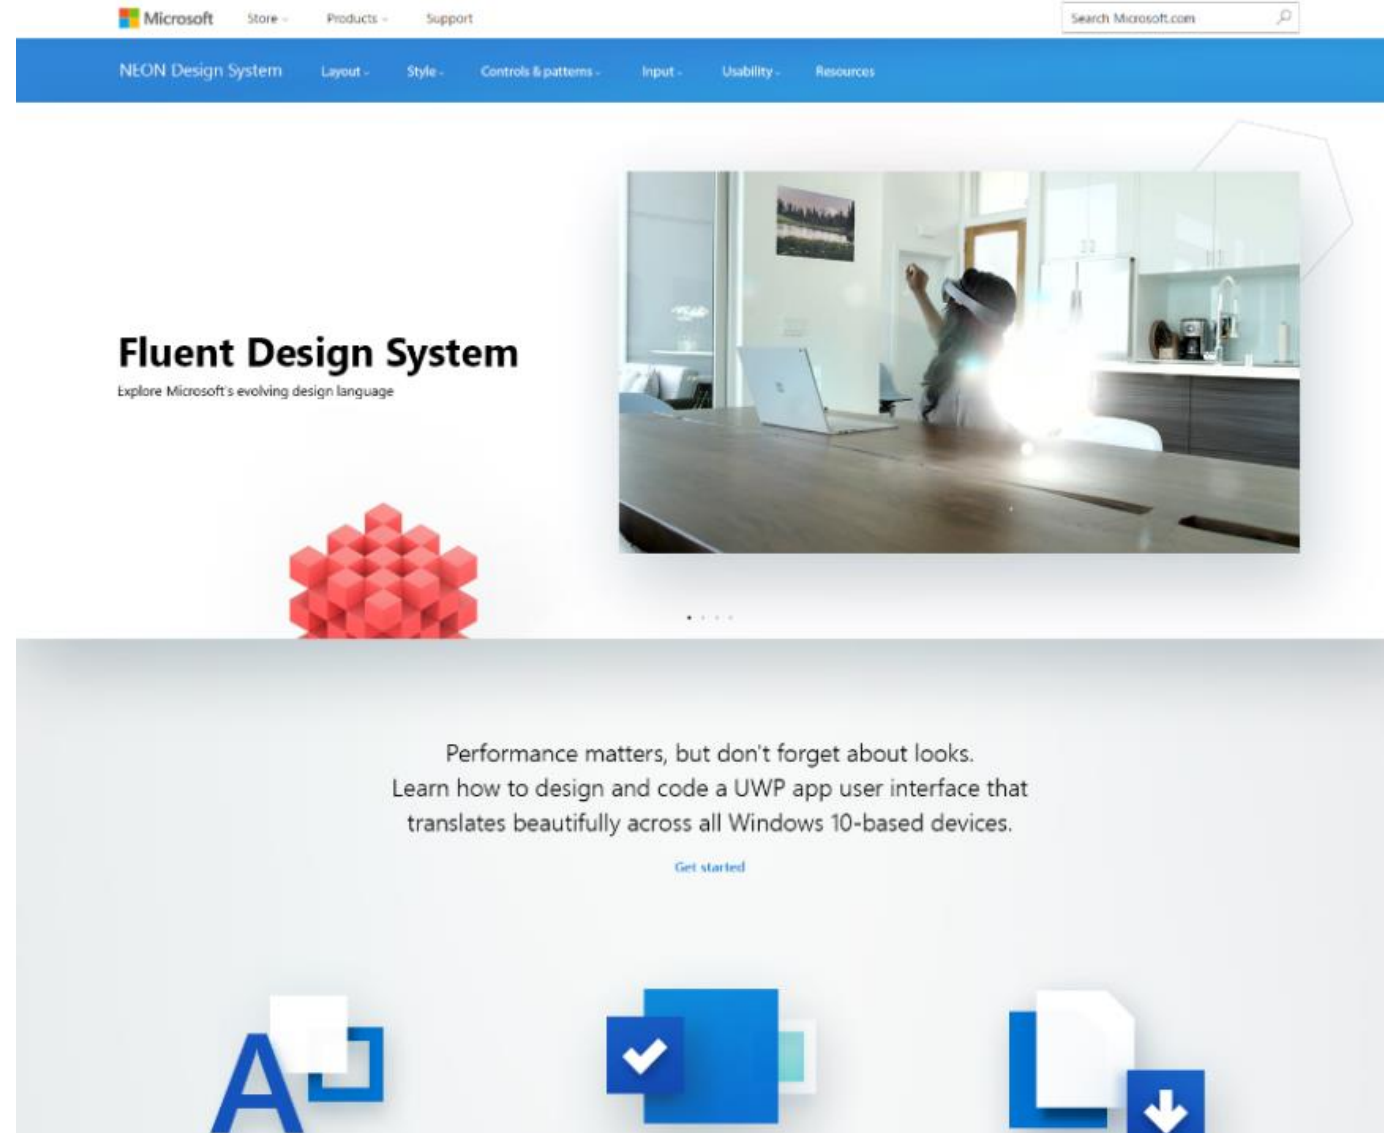 Microsoft Store Products Support Search Microsoft.com
NEON Design System Layout Style Controls & patterns Input Usability Resources
Fluent Design System
Explore Microsoft's evolving design language
Performance matters, but don't forget about looks.
Learn how to design and code a UWP app user interface that
translates beautifully across all Windows 10-based devices.
Get started
A